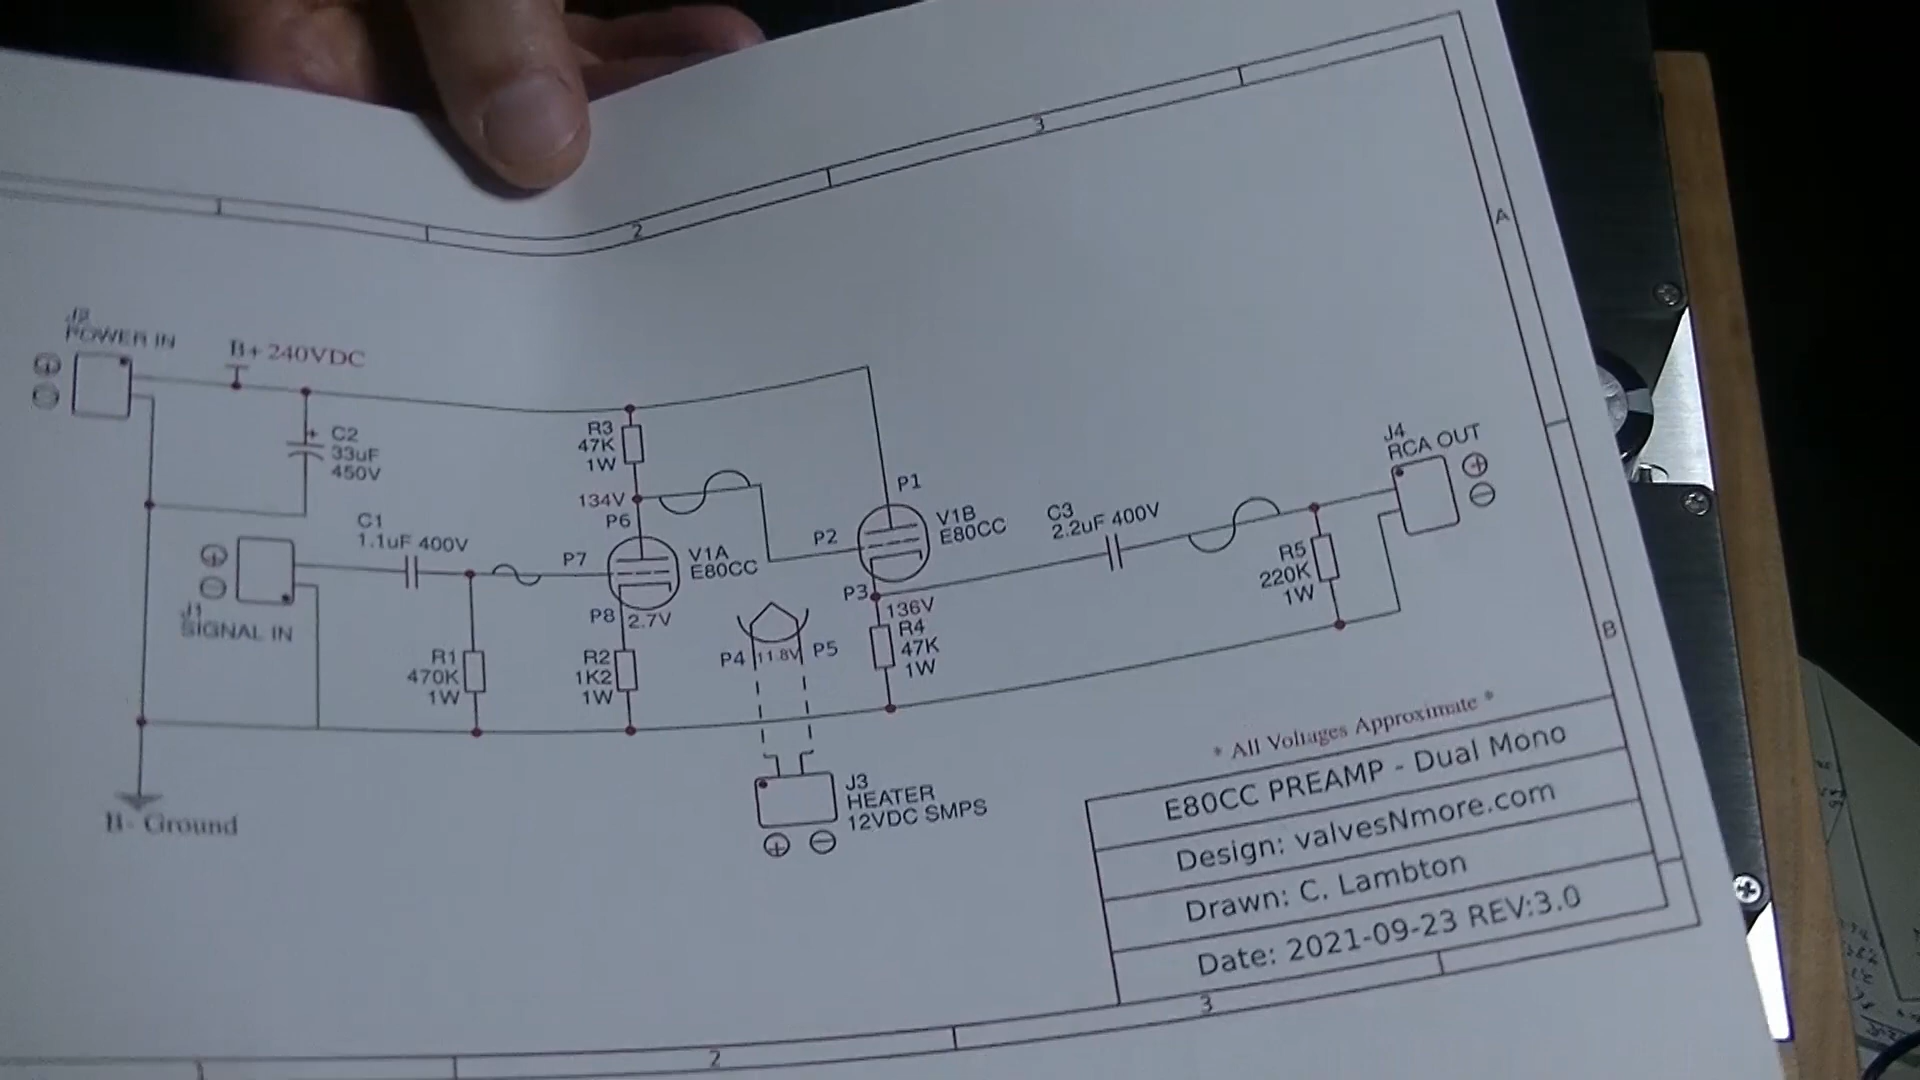 2
3
A
B
J2
POWER IN
B+ 240VDC
C2
33uF
450V
R3
47K
1W
134V
P6
P1
P2
V1B
E80CC
C3
2.2uF 400V
J4
RCA OUT
C1
1.1uF 400V
P7
V1A
E80CC
P8
2.7V
J1
SIGNAL IN
R1
470K
1W
R2
1K2
1W
P4
11.8V
P5
P3
136V
R4
47K
1W
R5
220K
1W
B- Ground
J3
HEATER
12VDC SMPS
* All Voltages Approximate *
E80CC PREAMP - Dual Mono
Design: valvesNmore.com
Drawn: C. Lambton
Date: 2021-09-23 REV:3.0
2
3